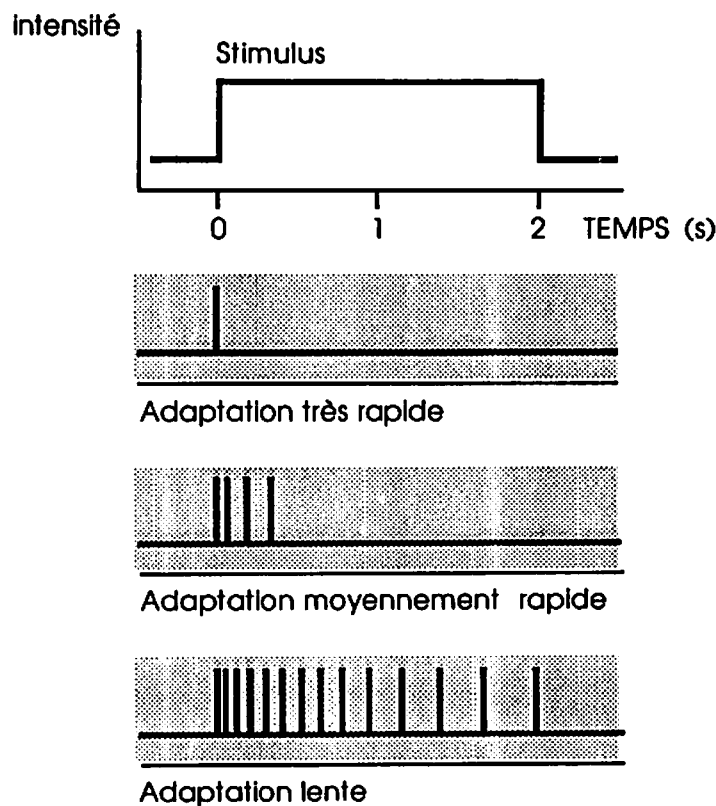 intensité
Stimulus
0 1 2 TEMPS (s)
Adaptation très rapide
Adaptation moyennement rapide
Adaptation lente